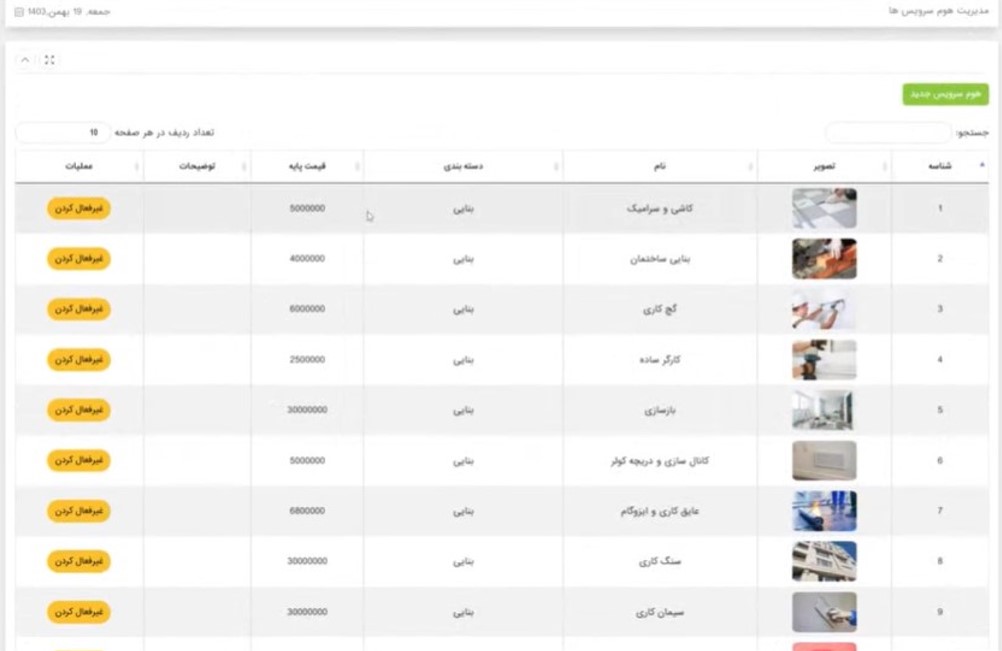 مدیریت هوم سرویس ها
جمعه, 19 بهمن,1403
هوم سرویس جدید
جستجو: تعداد ردیف در هر صفحه 10
شناسه تصویر نام دسته بندی قیمت پایه توضیحات عملیات
1 کاشی و سرامیک بنایی 5000000 غیرفعال کردن
2 بنایی ساختمان بنایی 4000000 غیرفعال کردن
3 گچ کاری بنایی 6000000 غیرفعال کردن
4 کارگر ساده بنایی 2500000 غیرفعال کردن
5 بازسازی بنایی 30000000 غیرفعال کردن
6 کانال سازی و دریچه کولر بنایی 5000000 غیرفعال کردن
7 عایق کاری و ایزوگام بنایی 6800000 غیرفعال کردن
8 سنگ کاری بنایی 30000000 غیرفعال کردن
9 سیمان کاری بنایی 30000000 غیرفعال کردن